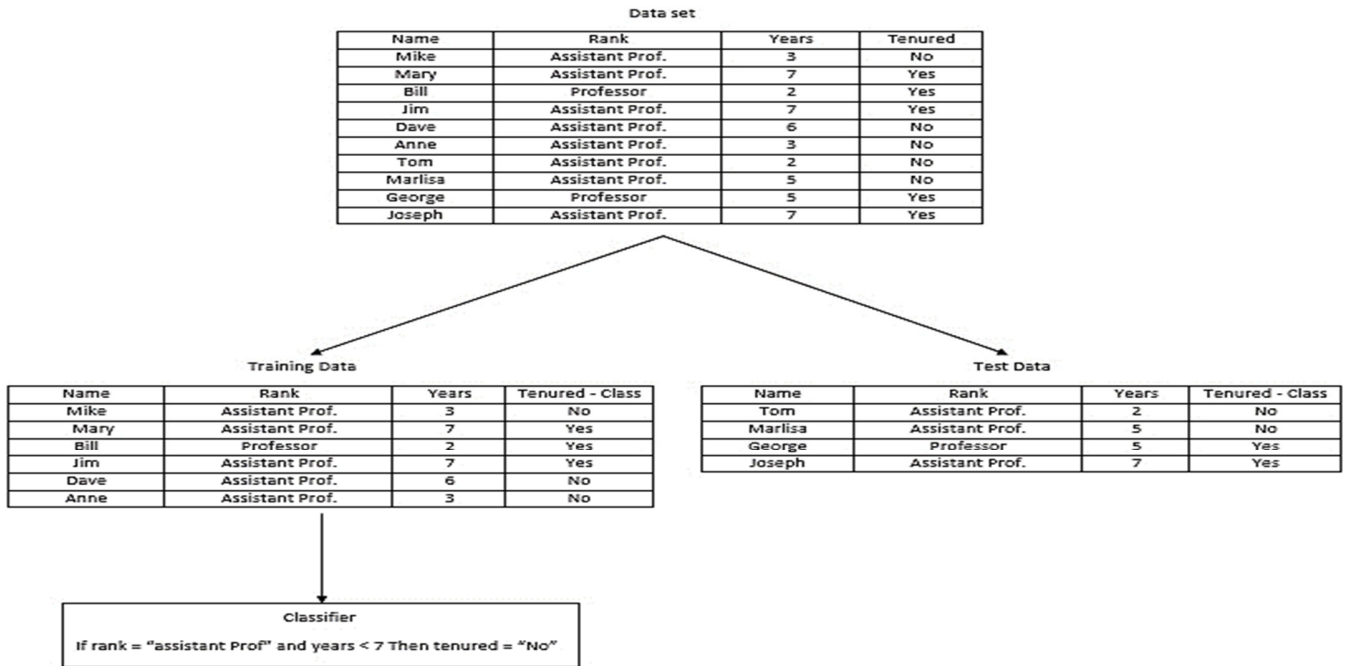 Data set
Name Rank Years Tenured
Mike Assistant Prof. 3 No
Mary Assistant Prof. 7 Yes
Bill Professor 2 Yes
Jim Assistant Prof. 7 Yes
Dave Assistant Prof. 6 No
Anne Assistant Prof. 3 No
Tom Assistant Prof. 2 No
Marlisa Assistant Prof. 5 No
George Professor 5 Yes
Joseph Assistant Prof. 7 Yes
Training Data
Name Rank Years Tenured - Class
Mike Assistant Prof. 3 No
Mary Assistant Prof. 7 Yes
Bill Professor 2 Yes
Jim Assistant Prof. 7 Yes
Dave Assistant Prof. 6 No
Anne Assistant Prof. 3 No
Test Data
Name Rank Years Tenured - Class
Tom Assistant Prof. 2 No
Marlisa Assistant Prof. 5 No
George Professor 5 Yes
Joseph Assistant Prof. 7 Yes
Classifier
If rank = "assistant Prof" and years < 7 Then tenured = "No"